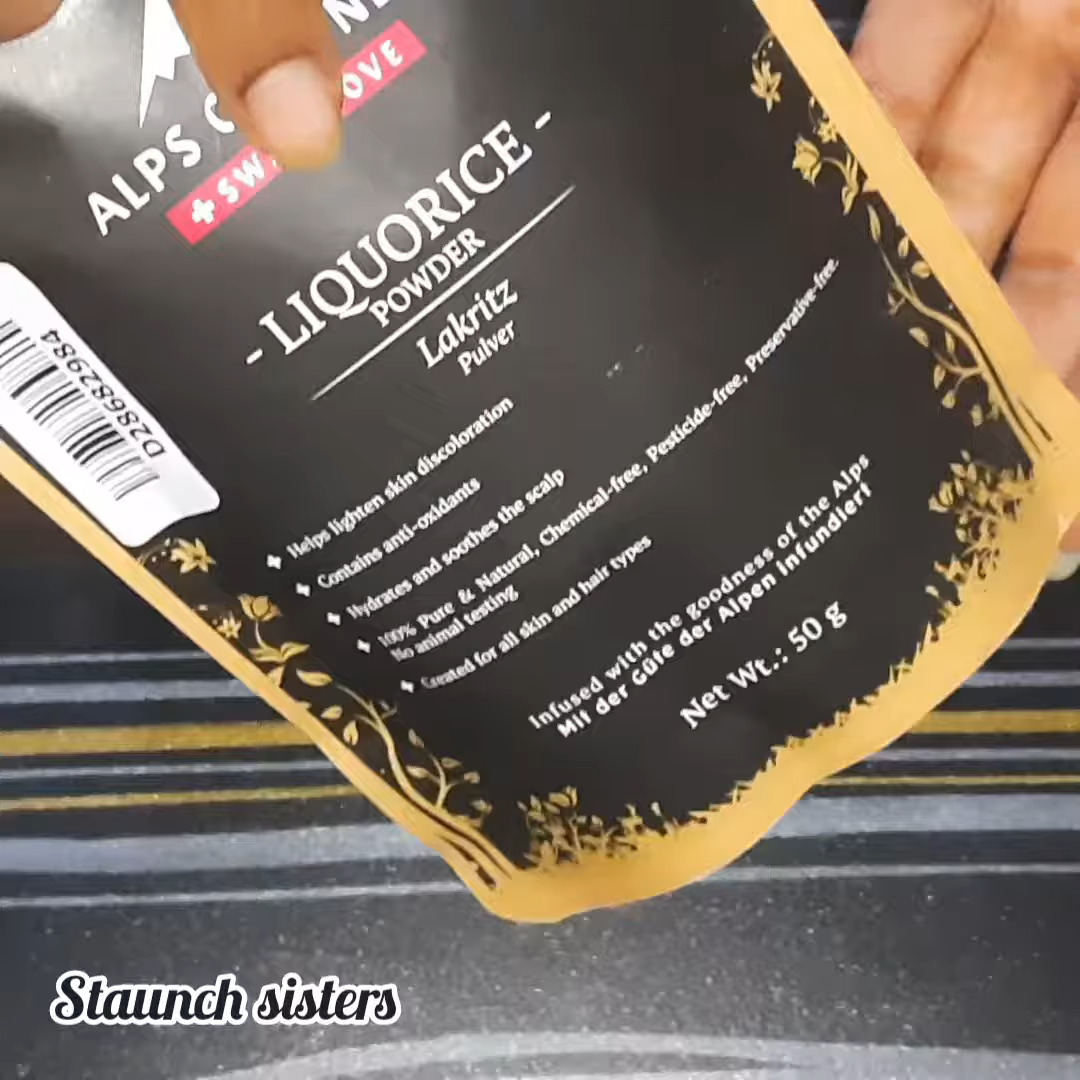 ALPS
LIQUORICE
POWDER
Lakritz
Pulver
Helps lighten skin discoloration
Contains anti-oxidants
Hydrates and soothes the scalp
100% Pure & Natural, Chemical-free, Pesticide-free, Preservative-free.
No animal testing
Created for all skin and hair types
Infused with the goodness of the Alps
Mit der Güte der Alpen infundiert
Net Wt.: 50 g
D28682984
Staunch sisters